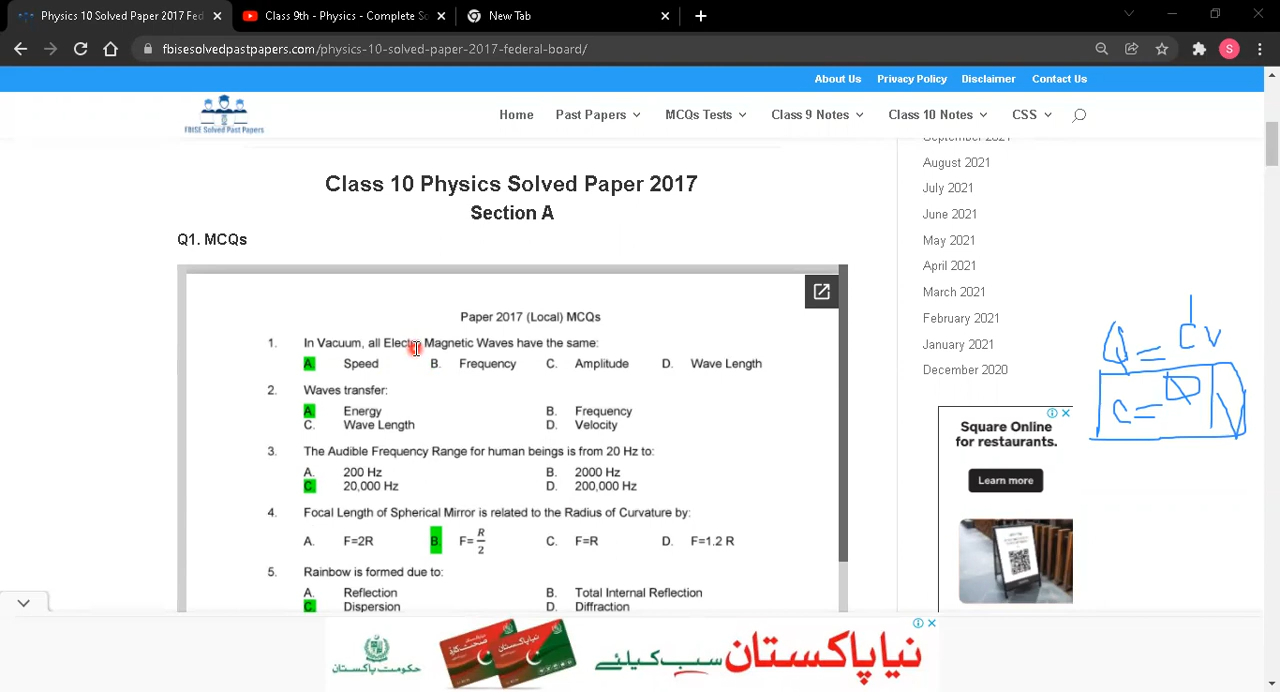 Physics 10 Solved Paper 2017 Fed
Class 9th - Physics - Complete So
New Tab
fbisesolvedpastpapers.com/physics-10-solved-paper-2017-federal-board/
S
About Us Privacy Policy Disclaimer Contact Us
FBISE Solved Past Papers
Home Past Papers MCQs Tests Class 9 Notes Class 10 Notes CSS
September 2021
August 2021
July 2021
June 2021
May 2021
April 2021
March 2021
February 2021
January 2021
December 2020
Class 10 Physics Solved Paper 2017
Section A
Q1. MCQs
Paper 2017 (Local) MCQs
1. In Vacuum, all Electro Magnetic Waves have the same:
A. Speed B. Frequency C. Amplitude D. Wave Length
2. Waves transfer:
A. Energy B. Frequency
C. Wave Length D. Velocity
3. The Audible Frequency Range for human beings is from 20 Hz to:
A. 200 Hz B. 2000 Hz
C. 20,000 Hz D. 200,000 Hz
4. Focal Length of Spherical Mirror is related to the Radius of Curvature by:
A. F=2R B. F=R/2 C. F=R D. F=1.2 R
5. Rainbow is formed due to:
A. Reflection B. Total Internal Reflection
C. Dispersion D. Diffraction
Q = CV
Square Online
for restaurants.
Learn more
حکومتِ پاکستان
نیا پاکستان سب کیلئے